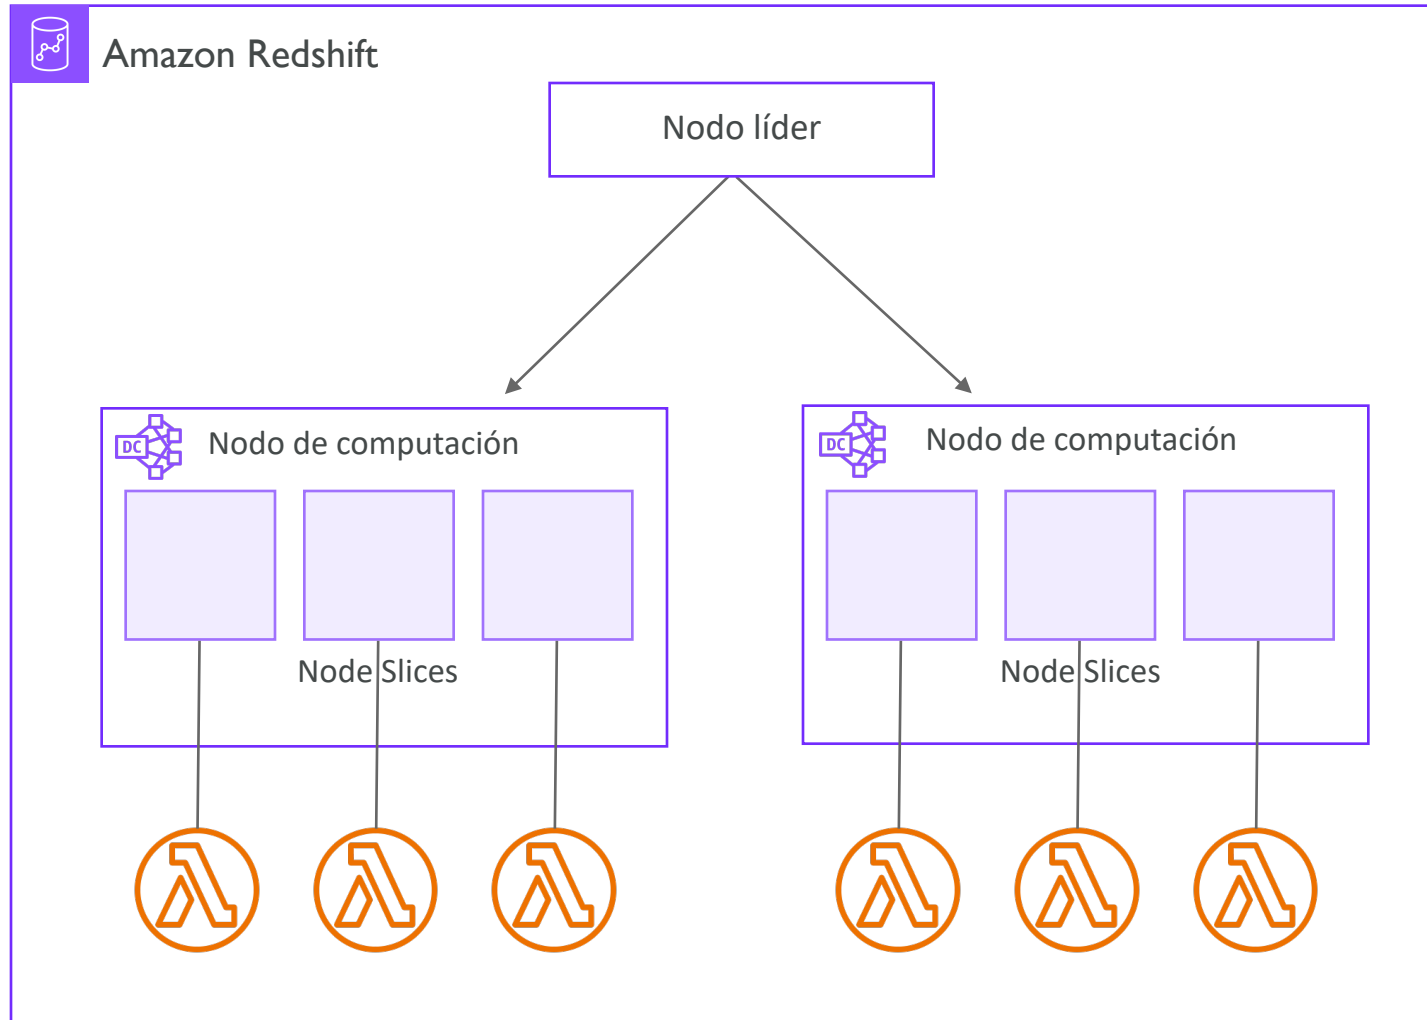 Amazon Redshift
Nodo líder
DC
Nodo de computación
DC
Nodo de computación
Node Slices
Node Slices